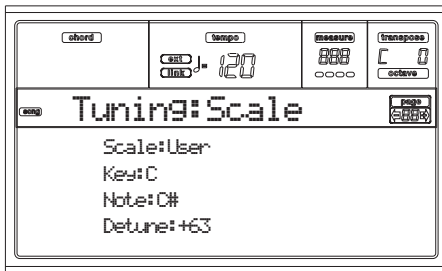 chord tempo measure transpose
ext ♩= 120 888 C 0
link octave
song Tuning:Scale page
88
Scale:User
Key:C
Note:C#
Detune:+63